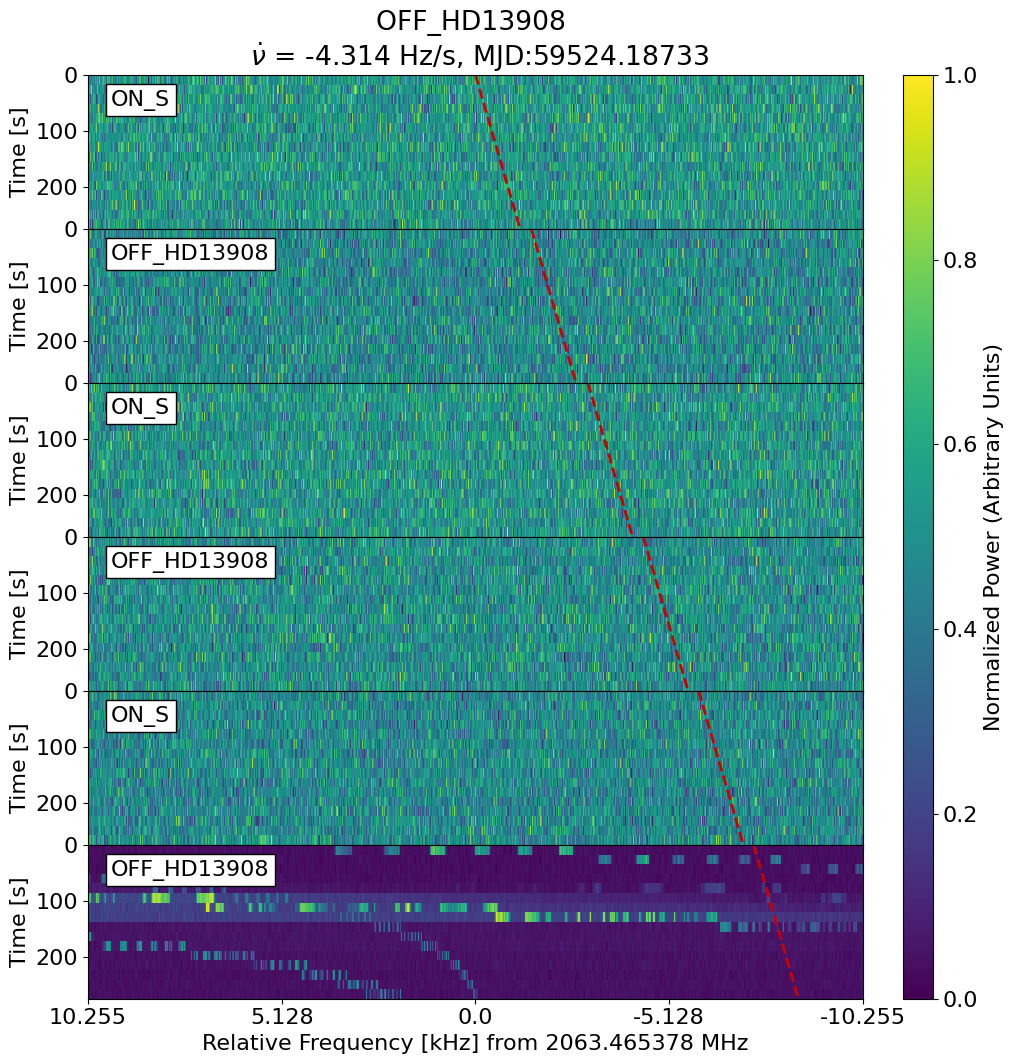 OFF_HD13908
ν̇ = -4.314 Hz/s, MJD:59524.18733
0
100
200
Time [s]
ON_S
0
100
200
Time [s]
OFF_HD13908
0
100
200
Time [s]
ON_S
0
100
200
Time [s]
OFF_HD13908
0
100
200
Time [s]
ON_S
0
100
200
Time [s]
OFF_HD13908
10.255 5.128 0.0 -5.128 -10.255
Relative Frequency [kHz] from 2063.465378 MHz
1.0
0.8
0.6
0.4
0.2
0.0
Normalized Power (Arbitrary Units)